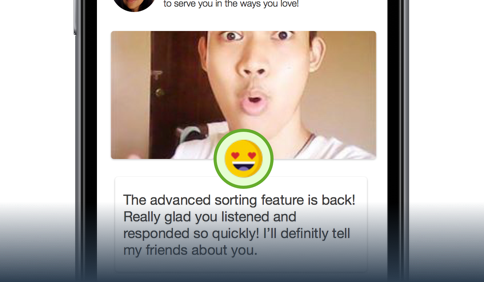 to serve you in the ways you love!
The advanced sorting feature is back!
Really glad you listened and
responded so quickly! I'll definitly tell
my friends about you.